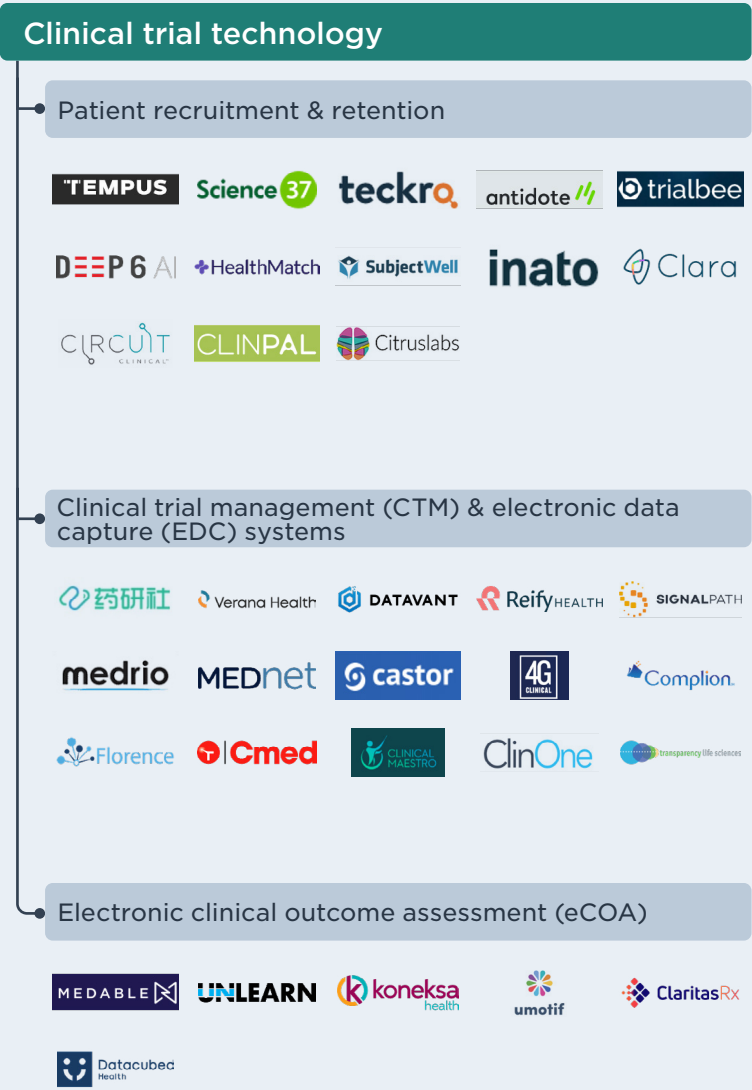 Clinical trial technology
Patient recruitment & retention
TEMPUS Science 37 teckro antidote trialbee
DEEP 6 AI HealthMatch SubjectWell inato Clara
CIRCUIT CLINICAL CLINPAL Citruslabs
Clinical trial management (CTM) & electronic data
capture (EDC) systems
药研社 Verana Health DATAVANT Reify HEALTH SIGNALPATH
medrio MEDnet castor 4G CLINICAL Complion
Florence Cmed CLINICAL MAESTRO ClinOne transparency life sciences
Electronic clinical outcome assessment (eCOA)
MEDABLE UNLEARN koneksa health umotif ClaritasRx
Datacubed Health